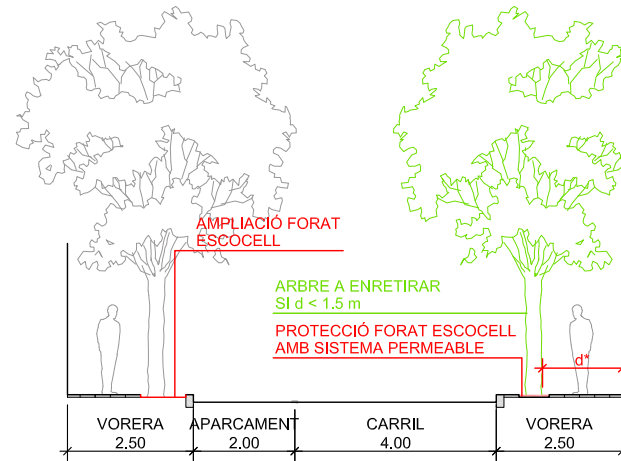 AMPLIACIÓ FORAT
ESCOCELL
ARBRE A ENRETIRAR
SI d < 1.5 m
PROTECCIÓ FORAT ESCOCELL
AMB SISTEMA PERMEABLE
d*
VORERA APARCAMENT CARRIL VORERA
2.50 2.00 4.00 2.50